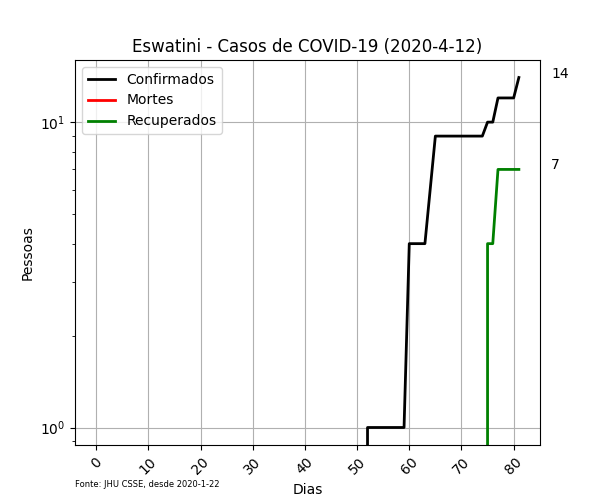 Eswatini - Casos de COVID-19 (2020-4-12)
Confirmados
Mortes
Recuperados
14
7
10¹
10⁰
Pessoas
0 10 20 30 40 50 60 70 80
Dias
Fonte: JHU CSSE, desde 2020-1-22